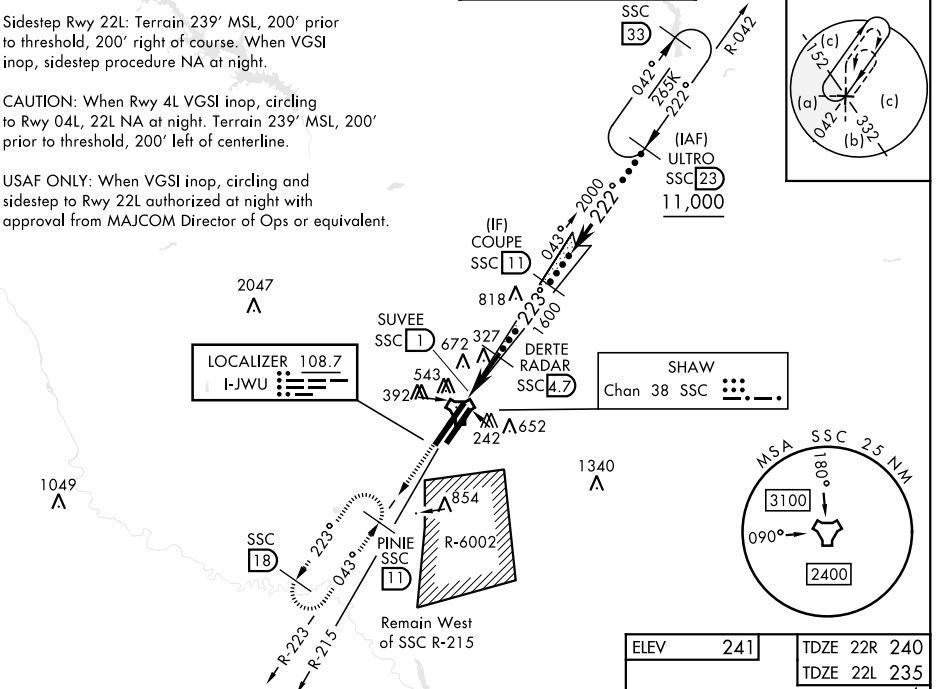 Sidestep Rwy 22L: Terrain 239' MSL, 200' prior
to threshold, 200' right of course. When VGSI
inop, sidestep procedure NA at night.
CAUTION: When Rwy 4L VGSI inop, circling
to Rwy 04L, 22L NA at night. Terrain 239' MSL, 200'
prior to threshold, 200' left of centerline.
USAF ONLY: When VGSI inop, circling and
sidestep to Rwy 22L authorized at night with
approval from MAJCOM Director of Ops or equivalent.
SSC
33
R-042
042°
265K
222°
(IAF)
ULTRO
SSC 23
11,000
(c)
152
(a)
(c)
042
(b)
332
2000
043°
222°
(IF)
COUPE
SSC 11
818
223°
1600
2047
SUVEE
SSC 1
672
327
DERTE
RADAR
SSC 4.7
LOCALIZER 108.7
I-JWU
543
392
242
652
SHAW
Chan 38 SSC
1049
1340
854
R-6002
SSC
18
223°
043°
PINIE
SSC
11
R-223
R-215
Remain West
of SSC R-215
MSA SSC 25 NM
180°
3100
090°
2400
ELEV 241
TDZE 22R 240
TDZE 22L 235